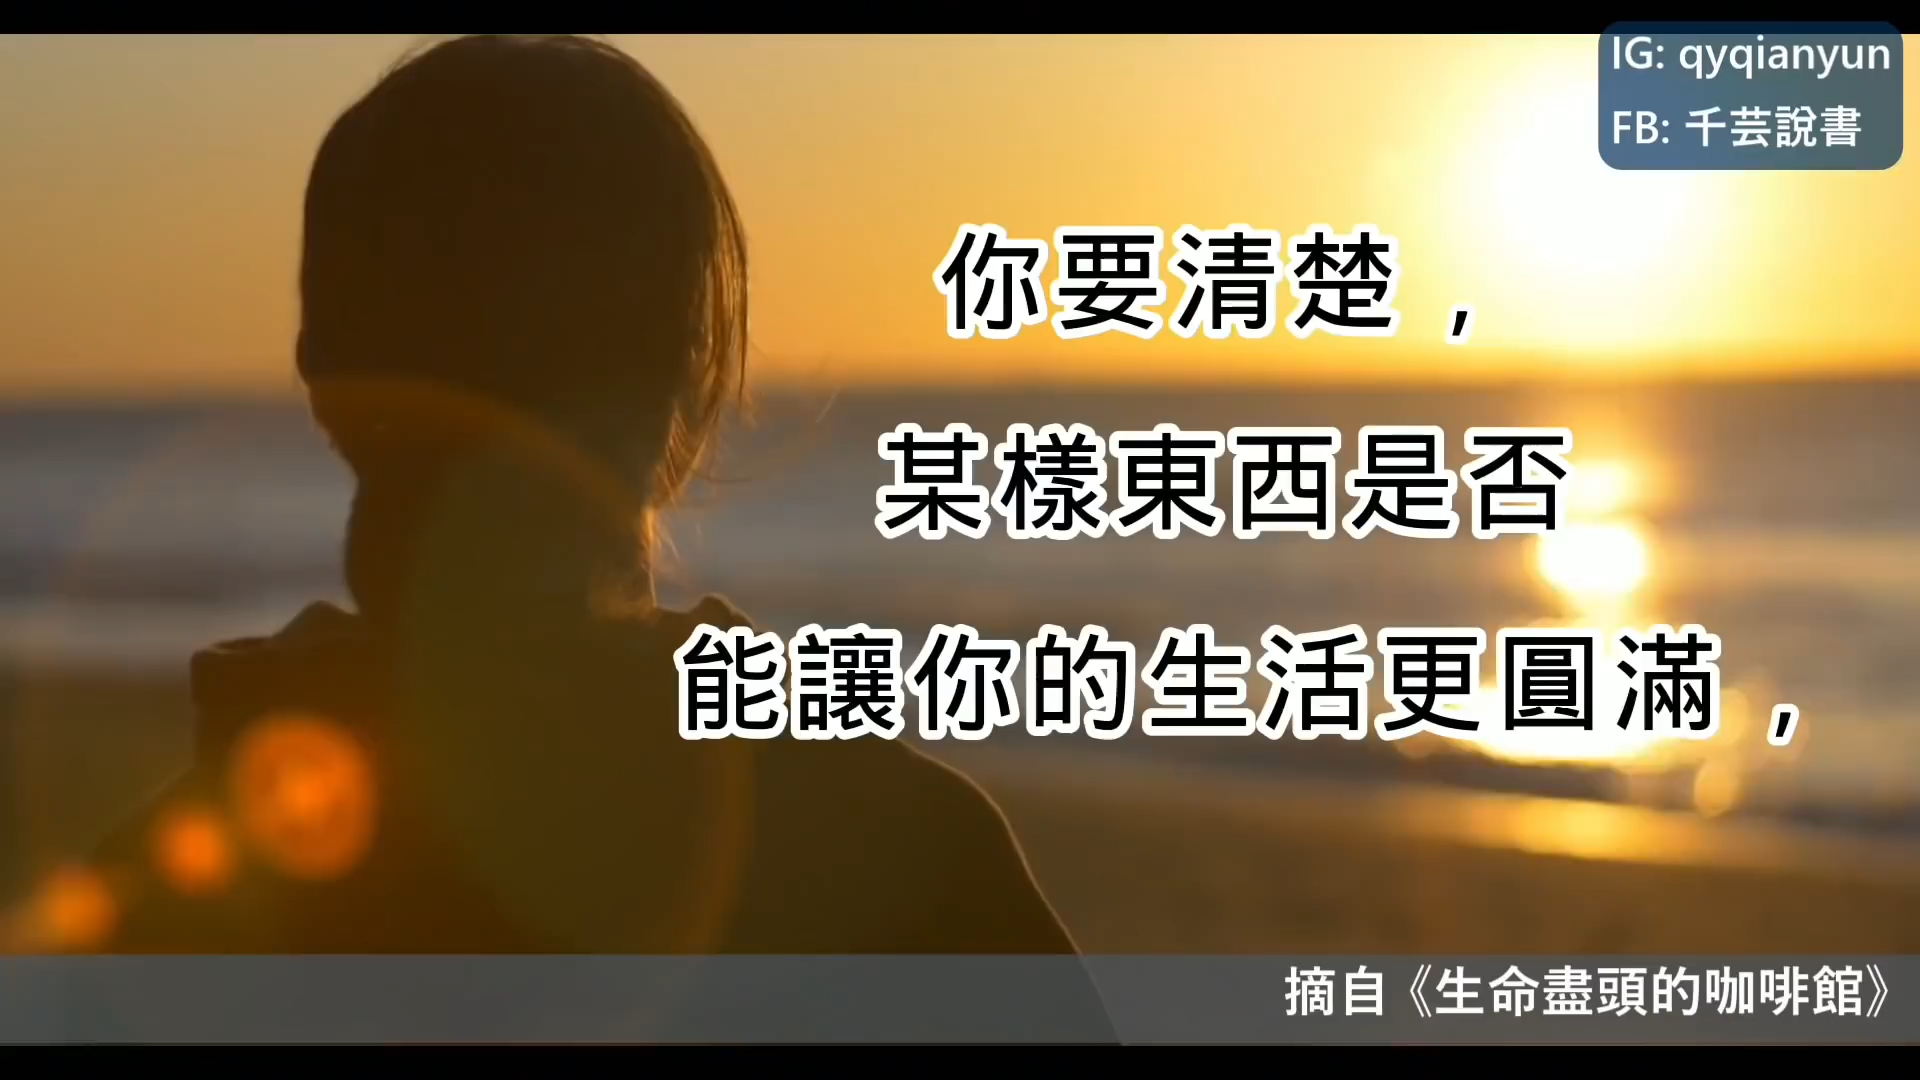 IG: qyqianyun
FB: 千芸說書
你要清楚，
某樣東西是否
能讓你的生活更圓滿，
摘自《生命盡頭的咖啡館》